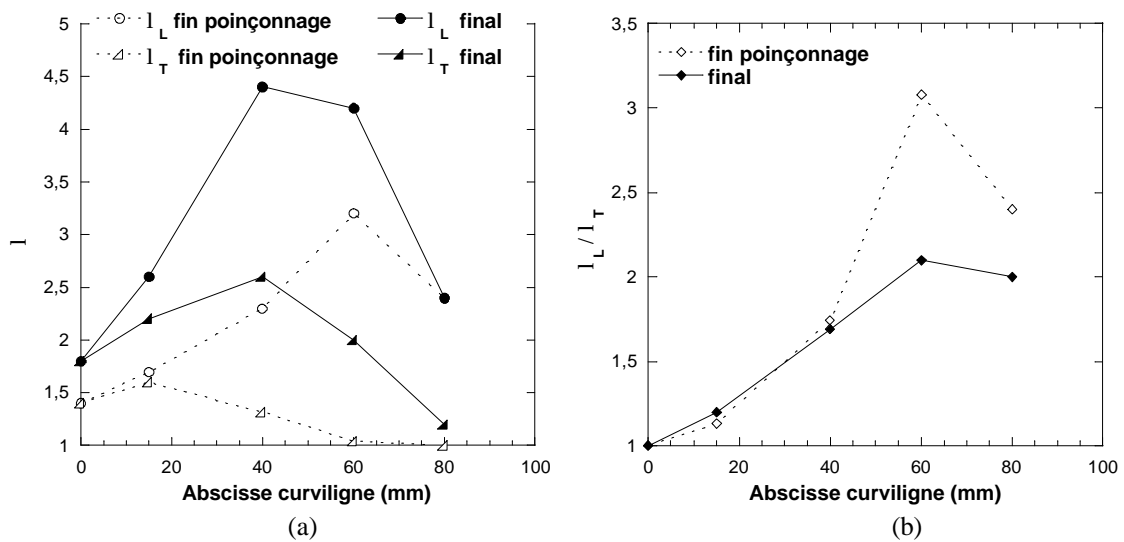 l L fin poinçonnage
l L final
l T fin poinçonnage
l T final
5
4,5
4
3,5
3
2,5
2
1,5
1
l
0
20
40
60
80
100
Abscisse curviligne (mm)
(a)
fin poinçonnage
final
3,5
3
2,5
2
1,5
1
l L / l T
0
20
40
60
80
100
Abscisse curviligne (mm)
(b)